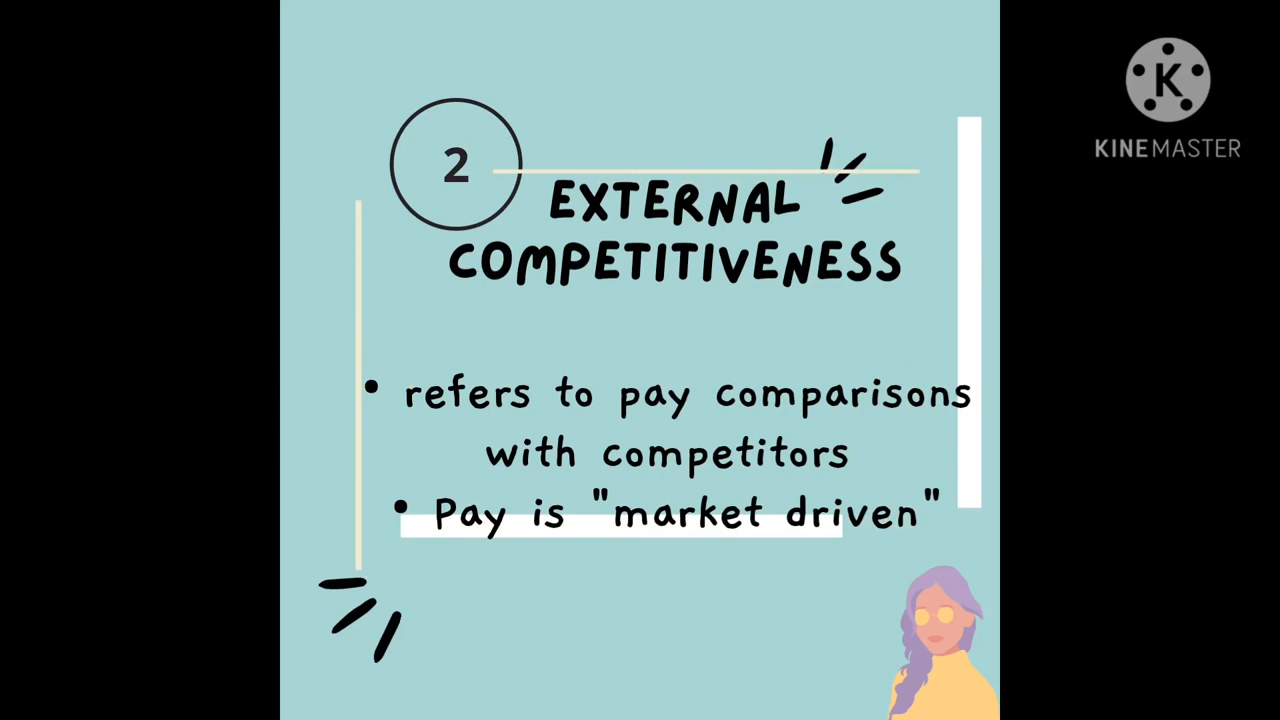 2
EXTERNAL
COMPETITIVENESS
• refers to pay comparisons
with competitors
• Pay is "market driven"
K
KINEMASTER